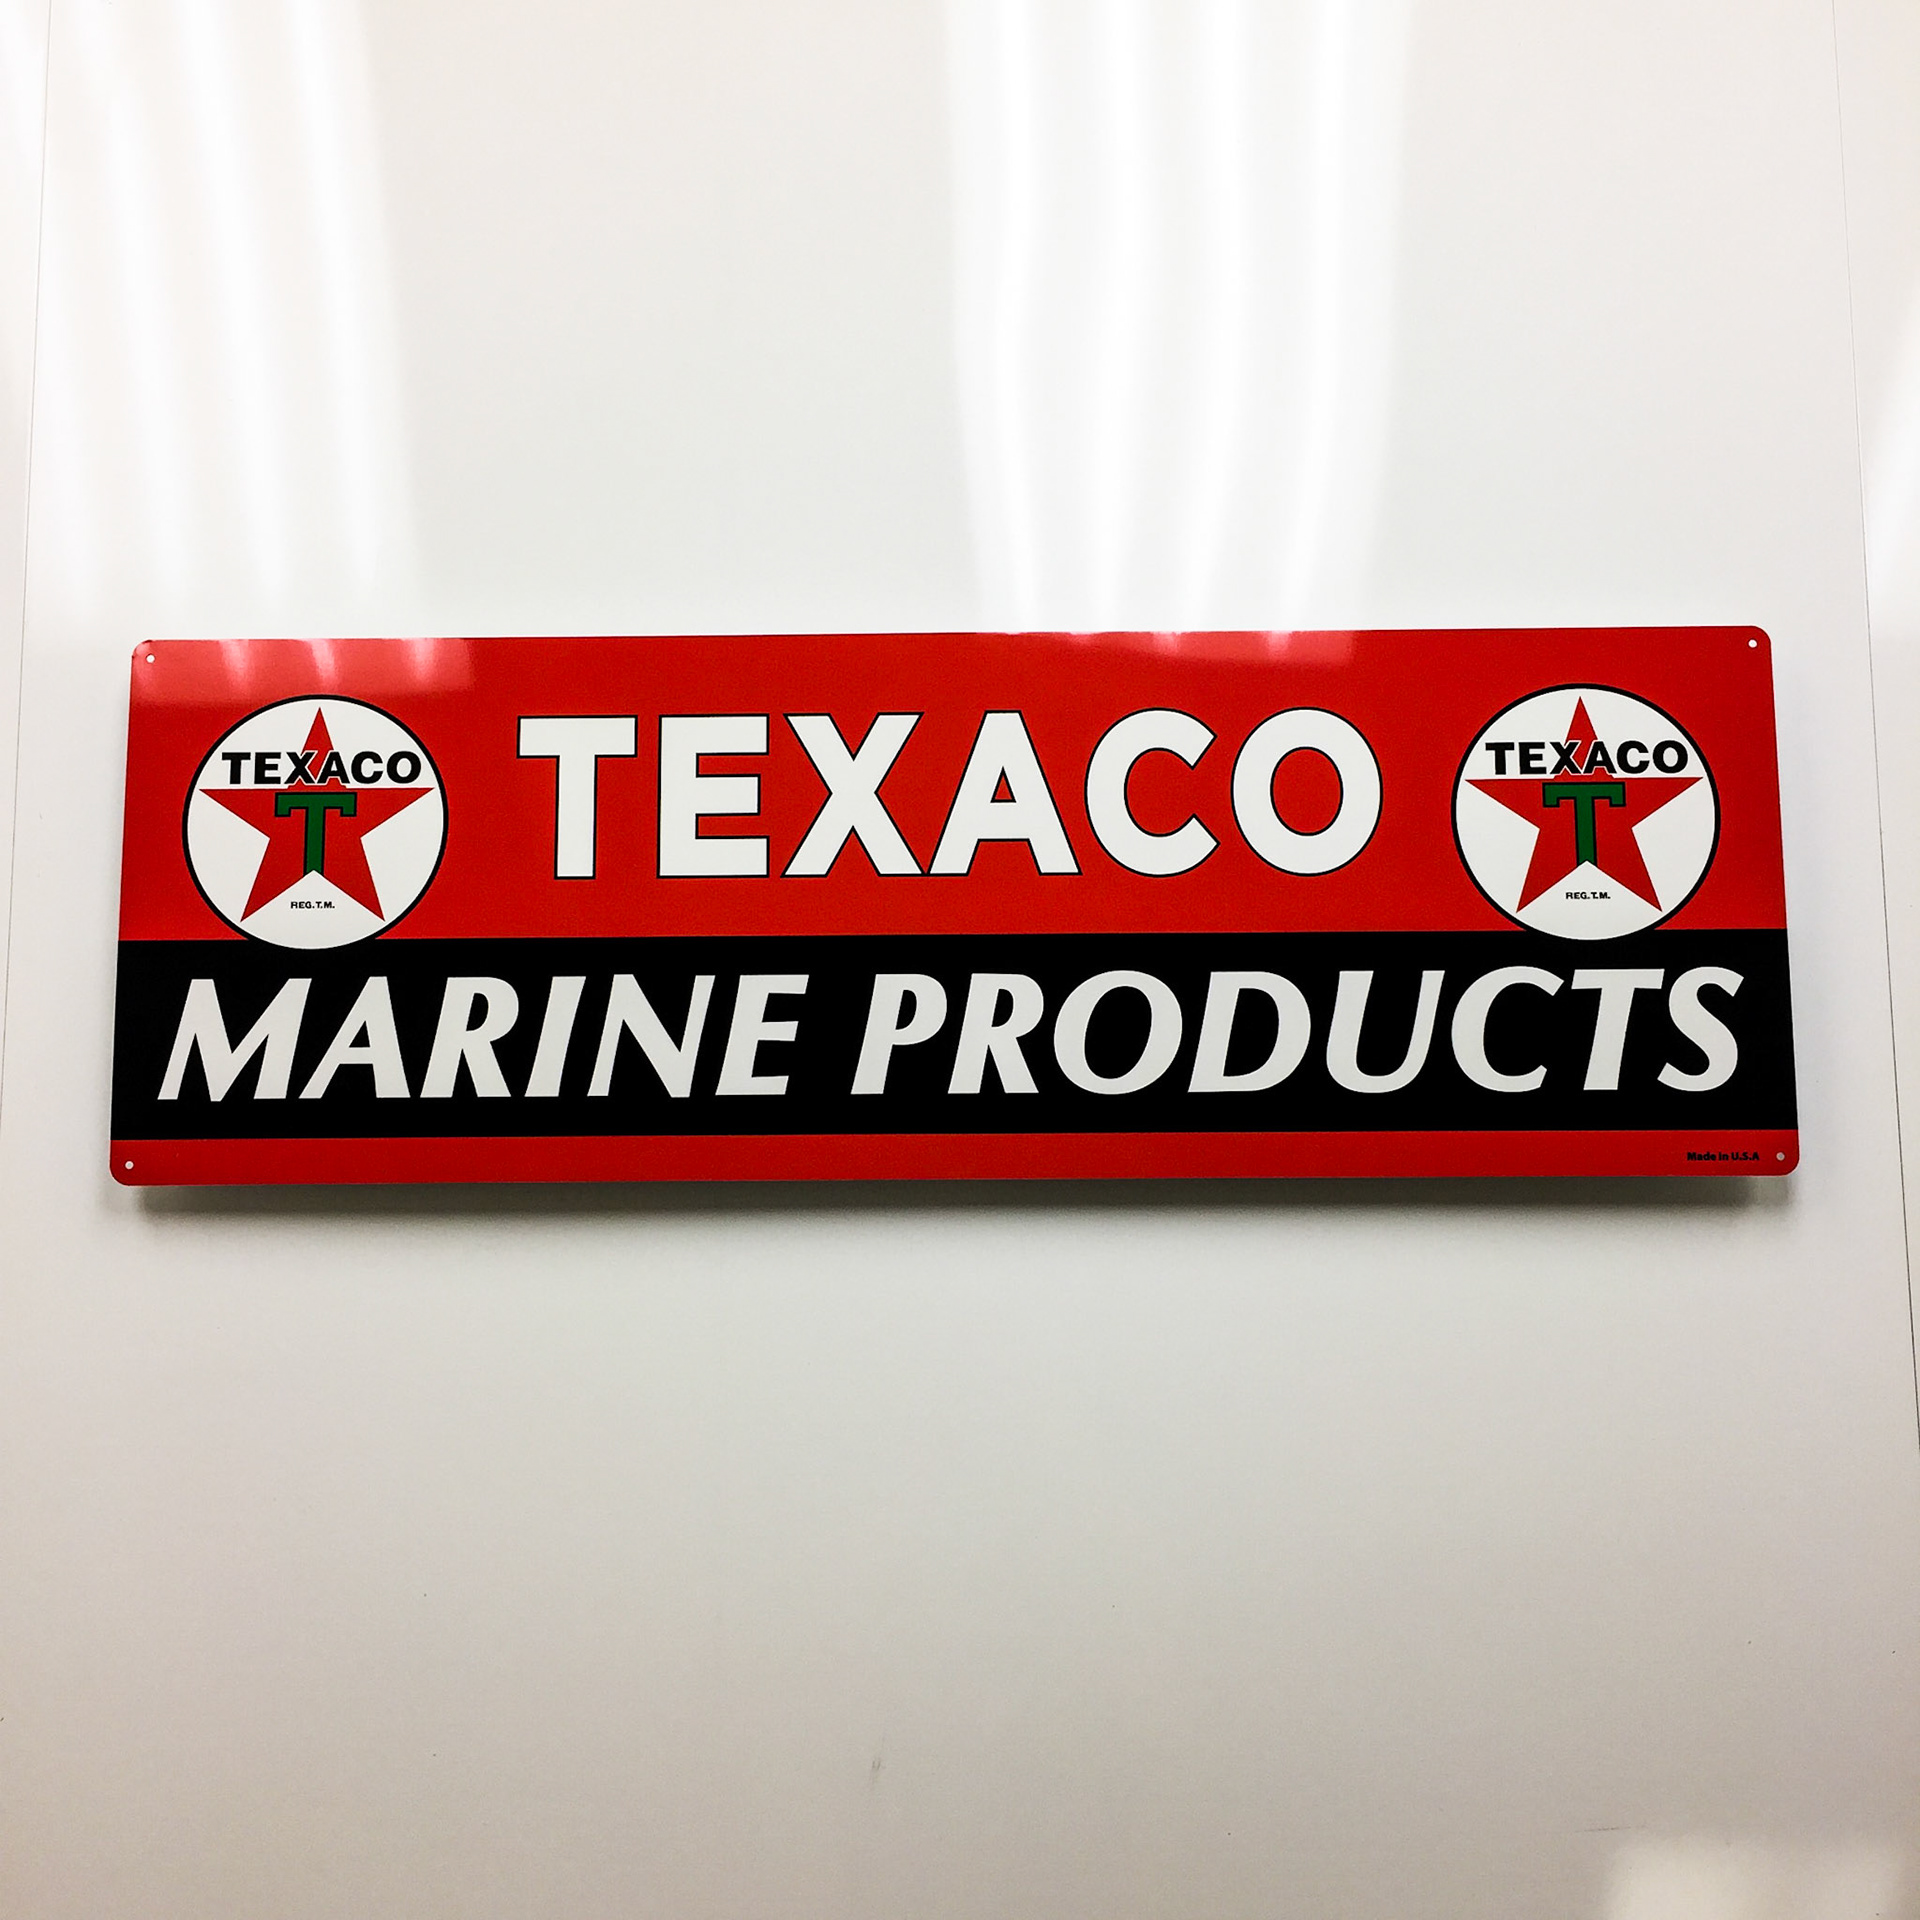 TEXACO
TEXACO
T
REG.T.M.
TEXACO
T
REG.T.M.
MARINE PRODUCTS
Made in U.S.A